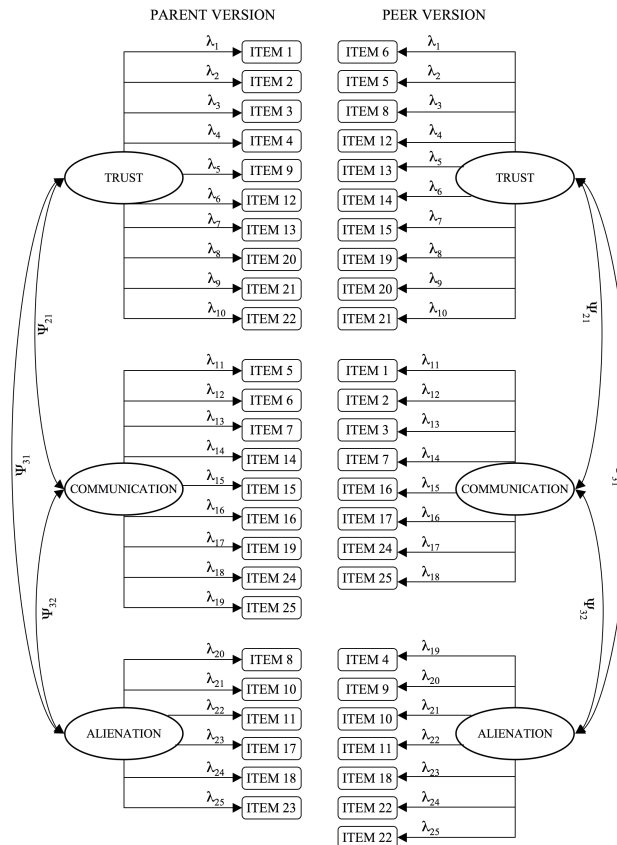 PARENT VERSION
PEER VERSION
λ1
ITEM 1
λ2
ITEM 2
λ3
ITEM 3
λ4
ITEM 4
λ5
ITEM 9
λ6
ITEM 12
λ7
ITEM 13
λ8
ITEM 20
λ9
ITEM 21
λ10
ITEM 22
TRUST
λ11
ITEM 5
λ12
ITEM 6
λ13
ITEM 7
λ14
ITEM 14
λ15
ITEM 15
λ16
ITEM 16
λ17
ITEM 19
λ18
ITEM 24
λ19
ITEM 25
COMMUNICATION
λ20
ITEM 8
λ21
ITEM 10
λ22
ITEM 11
λ23
ITEM 17
λ24
ITEM 18
λ25
ITEM 23
ALIENATION
Ψ21
Ψ31
Ψ32
ITEM 6
λ1
ITEM 5
λ2
ITEM 8
λ3
ITEM 12
λ4
ITEM 13
λ5
ITEM 14
λ6
ITEM 15
λ7
ITEM 19
λ8
ITEM 20
λ9
ITEM 21
λ10
TRUST
ITEM 1
λ11
ITEM 2
λ12
ITEM 3
λ13
ITEM 7
λ14
ITEM 16
λ15
ITEM 17
λ16
ITEM 24
λ17
ITEM 25
λ18
COMMUNICATION
ITEM 4
λ19
ITEM 9
λ20
ITEM 10
λ21
ITEM 11
λ22
ITEM 18
λ23
ITEM 22
λ24
ITEM 22
λ25
ALIENATION
Ψ21
Ψ32